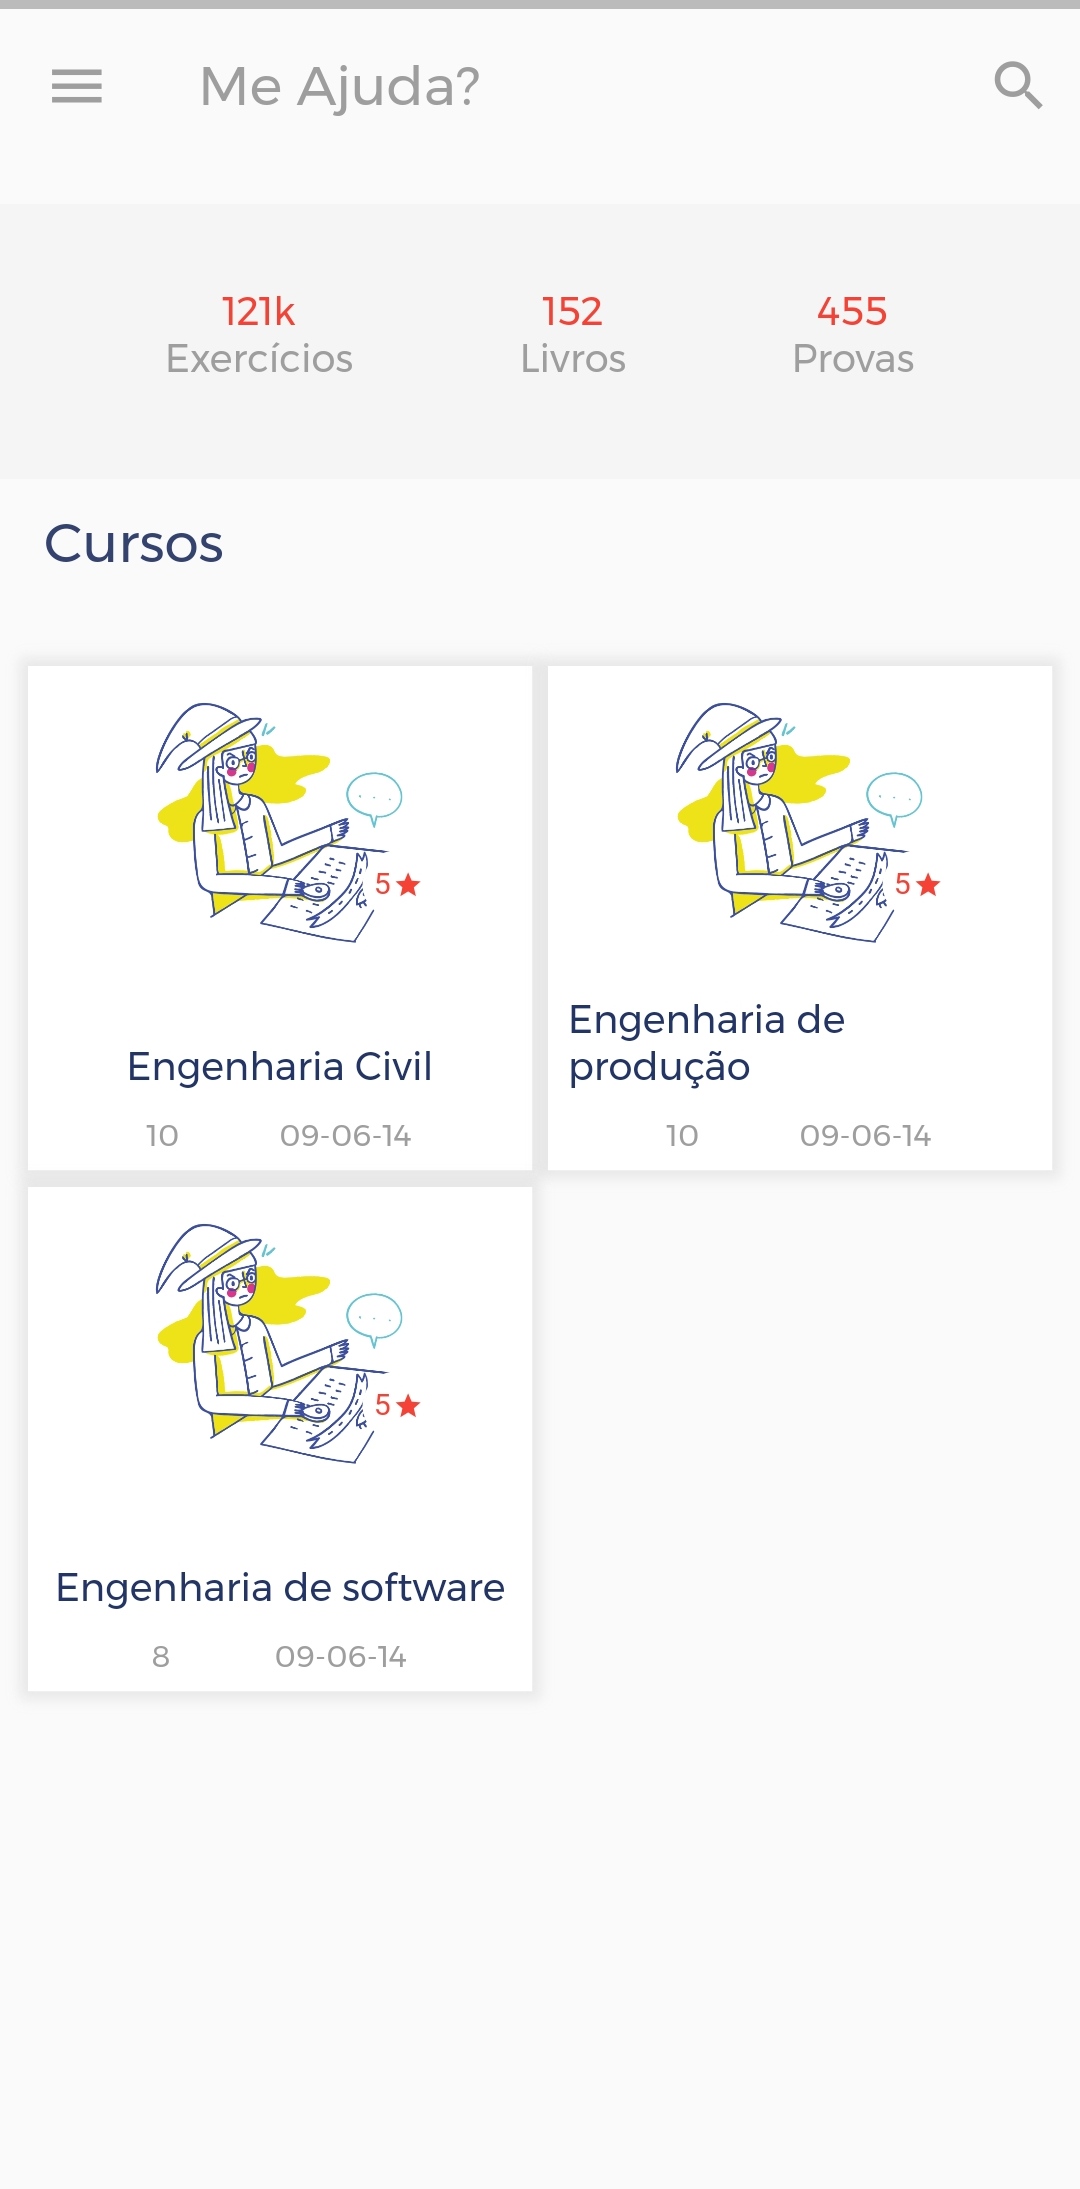 Me Ajuda?
121k
Exercícios
152
Livros
455
Provas
Cursos
5
Engenharia Civil
10 09-06-14
5
Engenharia de
produção
10 09-06-14
5
Engenharia de software
8 09-06-14